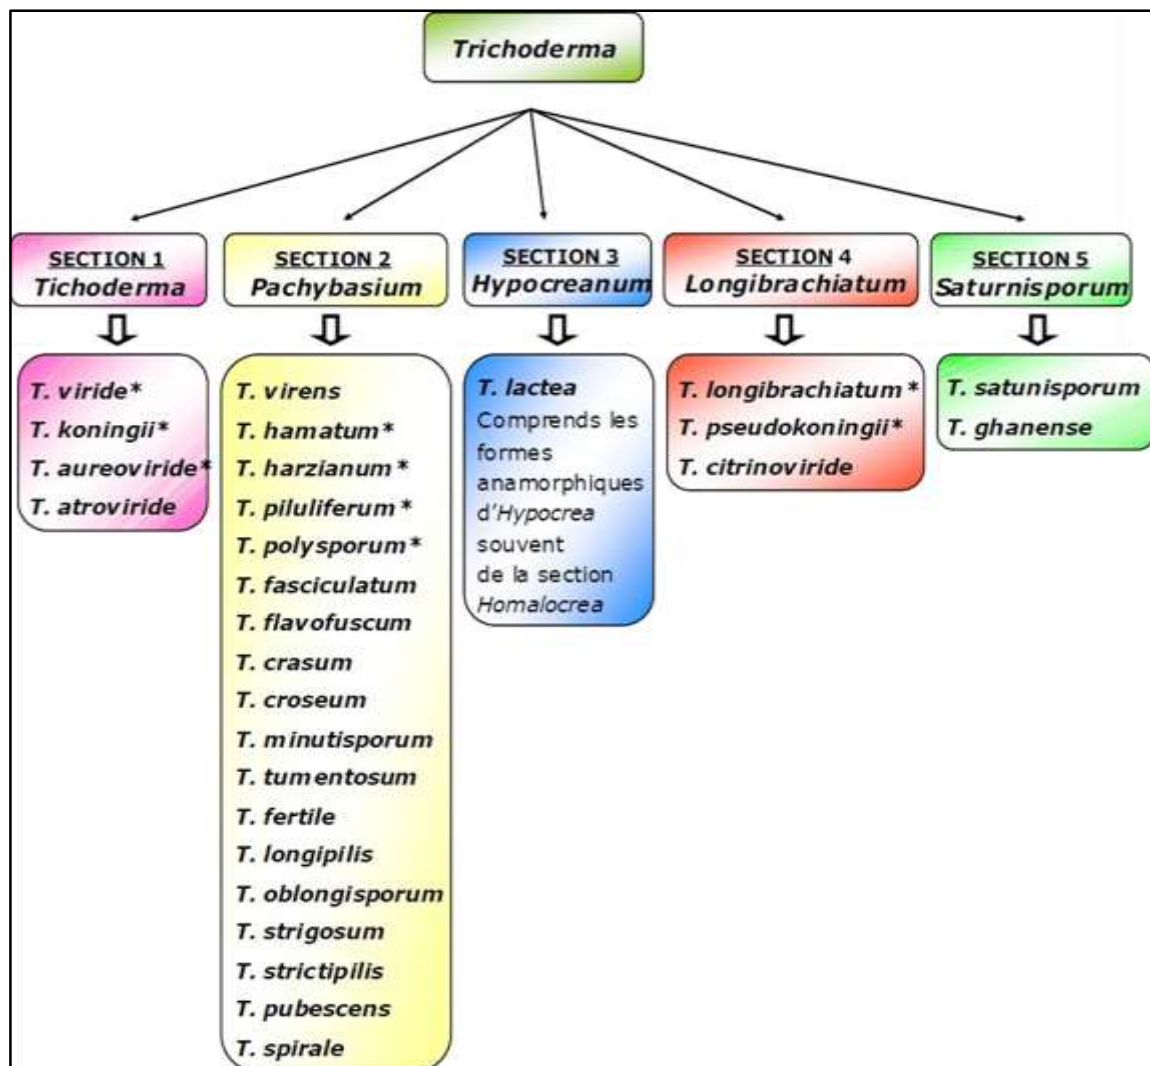 Trichoderma
SECTION 1
Tichoderma
SECTION 2
Pachybasium
SECTION 3
Hypocreanum
SECTION 4
Longibrachiatum
SECTION 5
Saturnisporum
T. viride*
T. koningii*
T. aureoviride*
T. atroviride
T. virens
T. hamatum*
T. harzianum*
T. piluliferum*
T. polysporum*
T. fasciculatum
T. flavofuscum
T. crasum
T. croseum
T. minutisporum
T. tumentosum
T. fertile
T. longipilis
T. oblongisporum
T. strigosum
T. strictipilis
T. pubescens
T. spirale
T. lactea
Comprends les
formes
anamorphiques
d'Hypocrea
souvent
de la section
Homalocrea
T. longibrachiatum*
T. pseudokoningii*
T. citrinoviride
T. satunisporum
T. ghanense